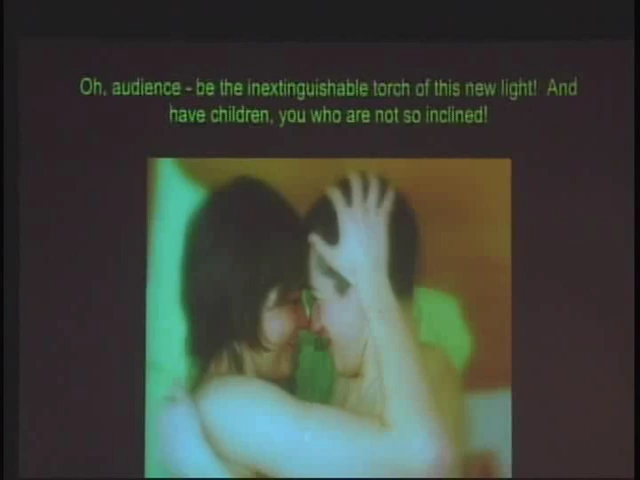 Oh, audience - be the inextinguishable torch of this new light!  And
have children, you who are not so inclined!